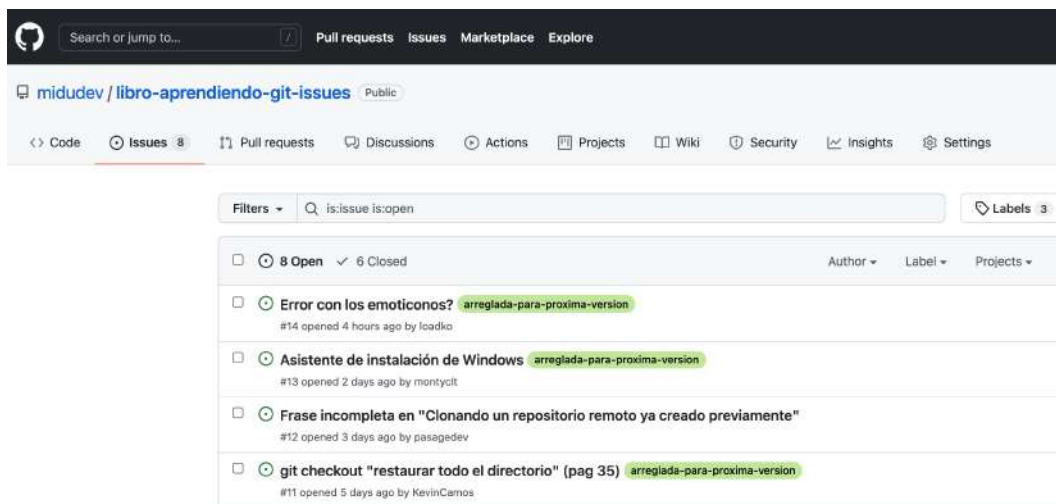 Search or jump to... / Pull requests Issues Marketplace Explore
midudev / libro-aprendiendo-git-issues Public
<> Code Issues 8 Pull requests Discussions Actions Projects Wiki Security Insights Settings
Filters is:issue is:open Labels 3
8 Open 6 Closed Author Label Projects
Error con los emoticonos? arreglada-para-proxima-version
#14 opened 4 hours ago by loadko
Asistente de instalación de Windows arreglada-para-proxima-version
#13 opened 2 days ago by montyclt
Frase incompleta en "Clonando un repositorio remoto ya creado previamente"
#12 opened 3 days ago by pasagedev
git checkout "restaurar todo el directorio" (pag 35) arreglada-para-proxima-version
#11 opened 5 days ago by KevinCamos